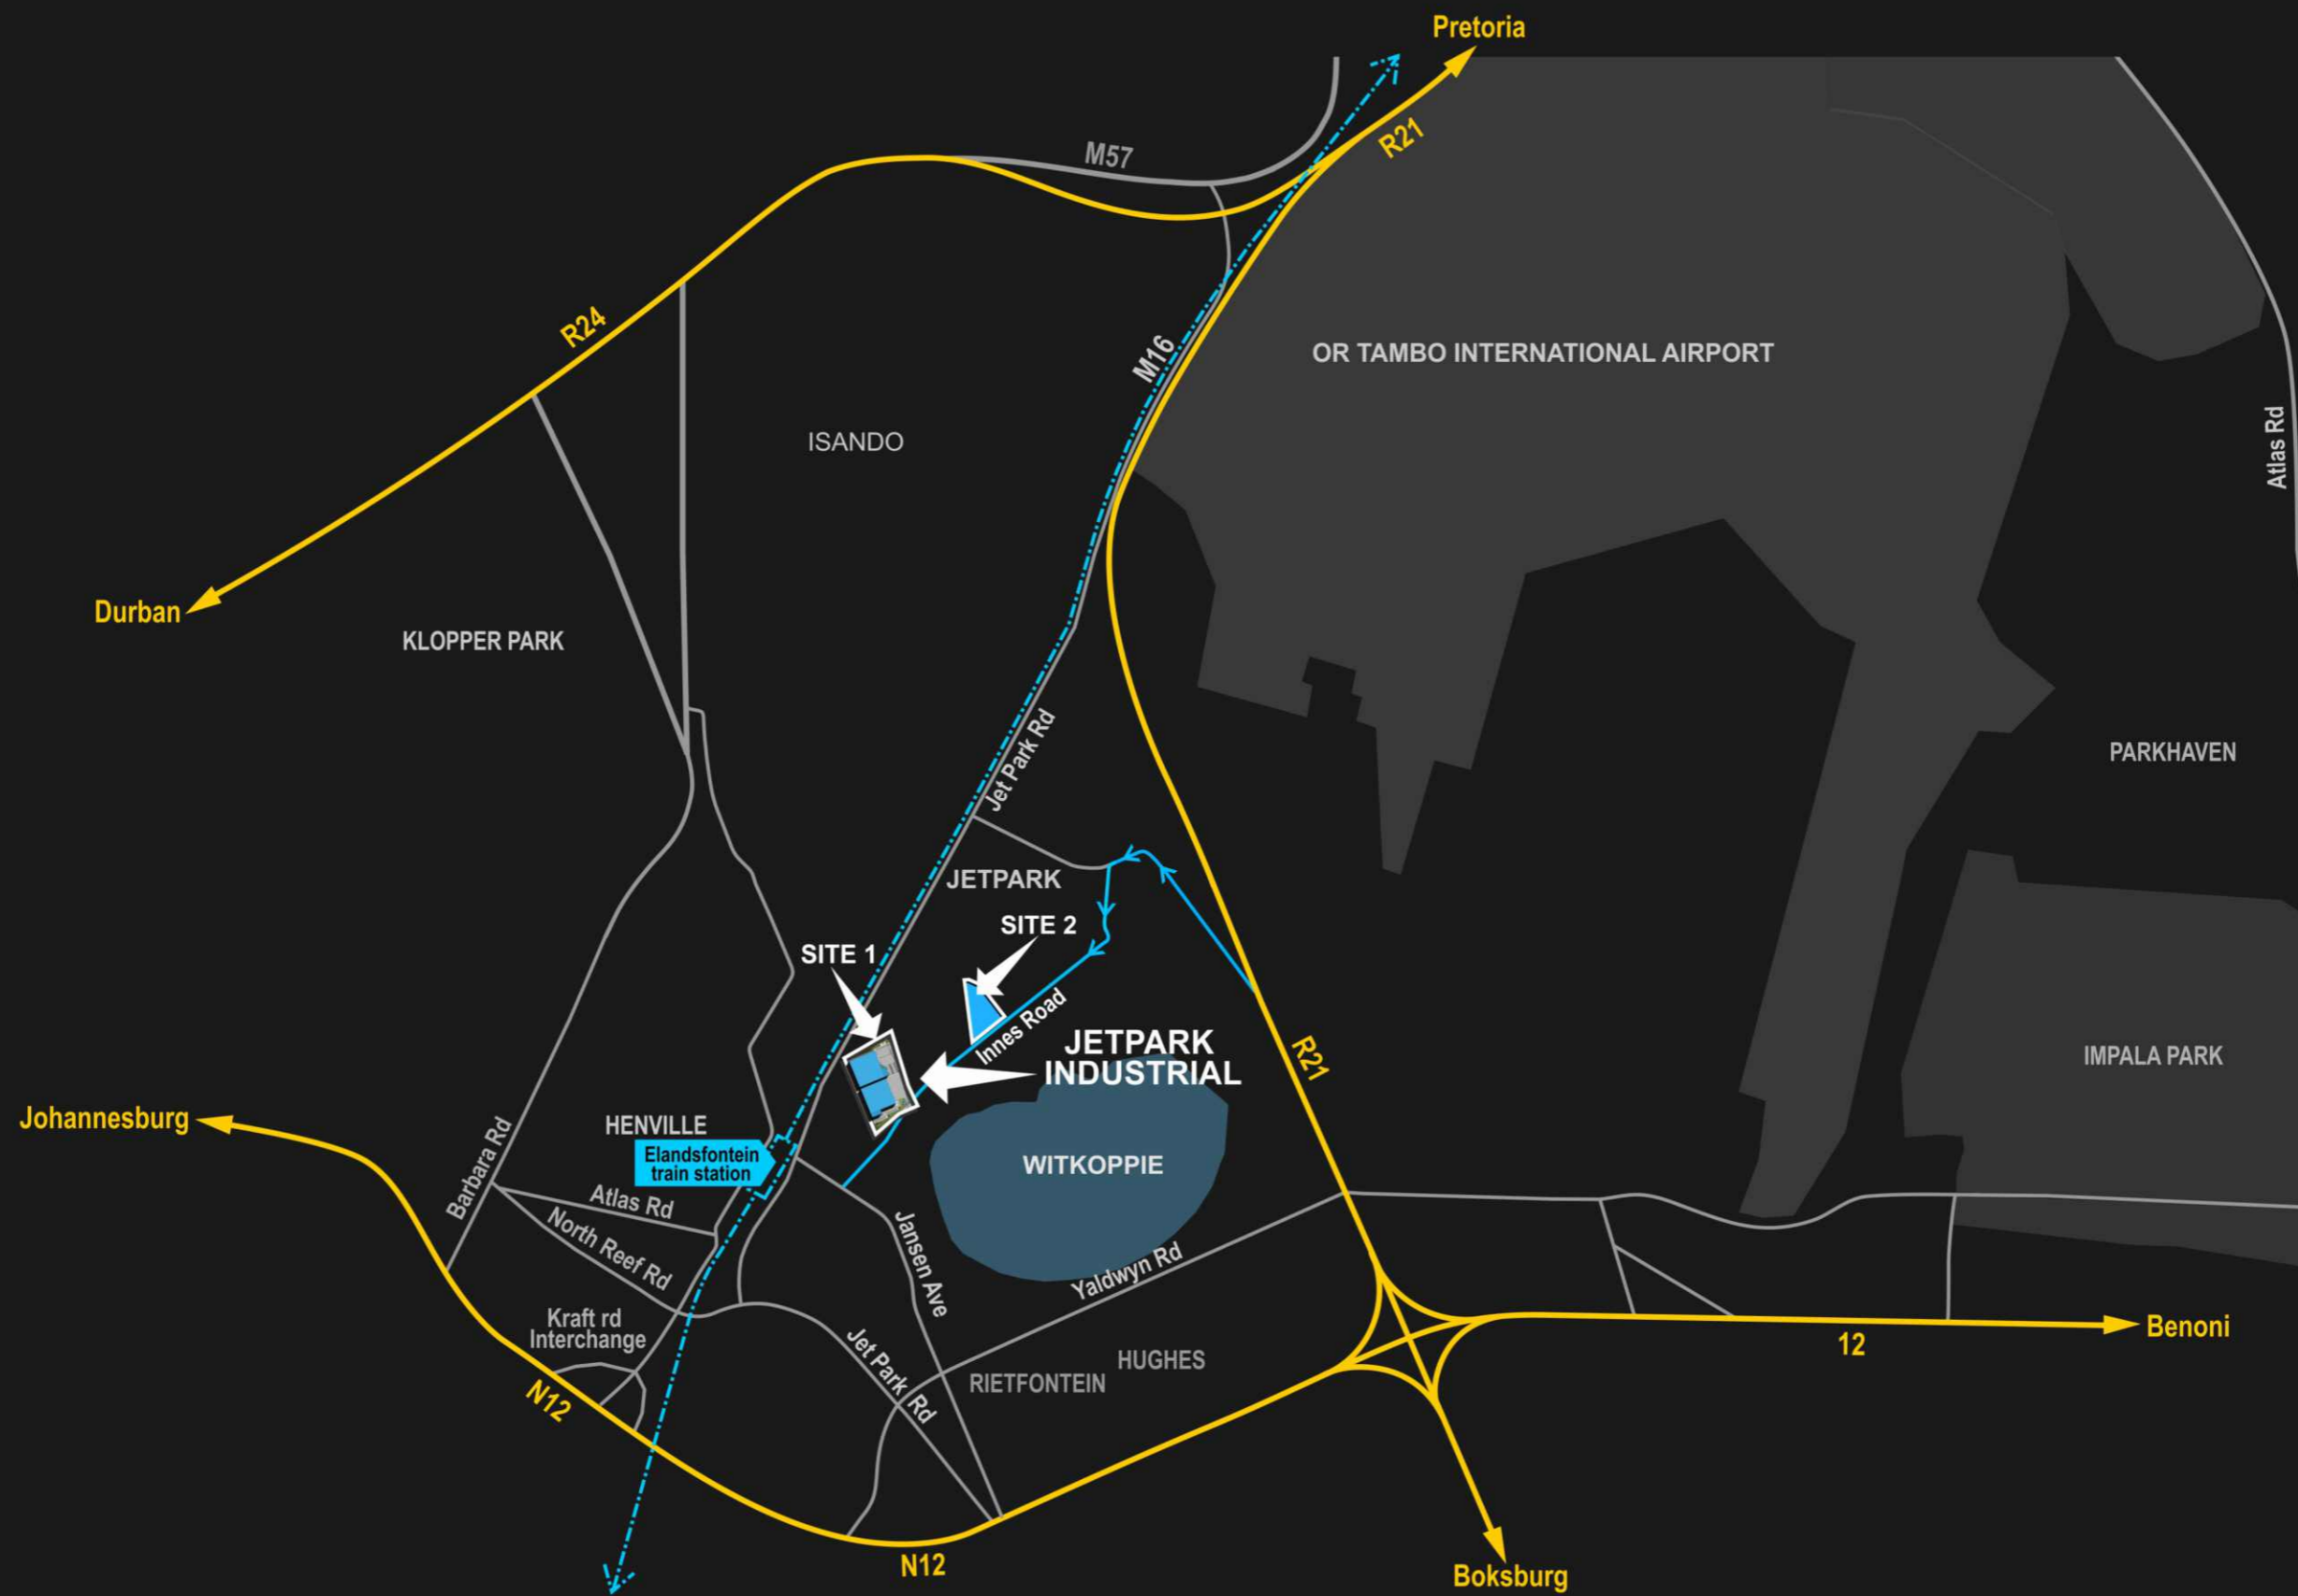 Pretoria
R21
M57
R24
M16
OR TAMBO INTERNATIONAL AIRPORT
ISANDO
Atlas Rd
Durban
KLOPPER PARK
Jet Park Rd
PARKHAVEN
JETPARK
SITE 2
SITE 1
Innes Road
JETPARK
INDUSTRIAL
R21
IMPALA PARK
Johannesburg
HENVILLE
Barbara Rd
Elandsfontein
train station
WITKOPPIE
Atlas Rd
North Reef Rd
Jansen Ave
Yaldwyn Rd
Kraft rd
Interchange
Jet Park Rd
HUGHES
RIETFONTEIN
12
Benoni
N12
N12
Boksburg